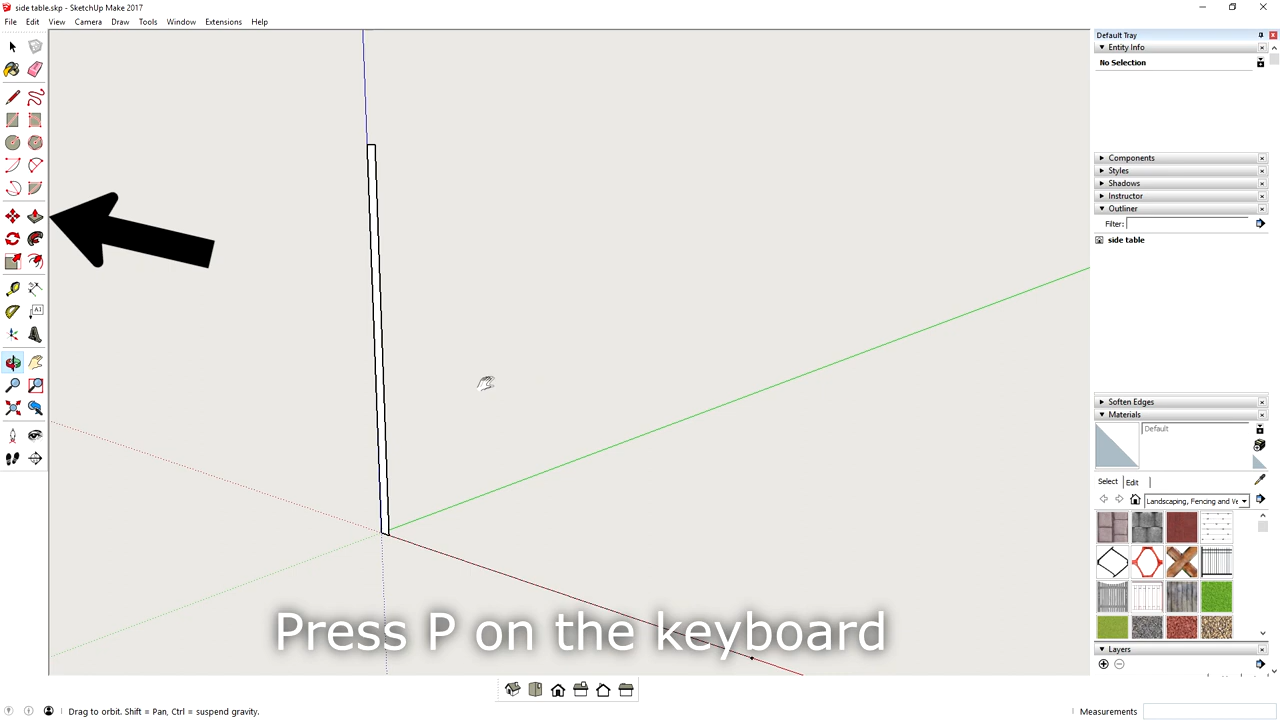 side table.skp - SketchUp Make 2017
File Edit View Camera Draw Tools Window Extensions Help
Default Tray
Entity Info
No Selection
Components
Styles
Shadows
Instructor
Outliner
Filter:
side table
Soften Edges
Materials
Default
Select Edit
Landscaping, Fencing and Ve
Layers
A1
Press P on the keyboard
Drag to orbit. Shift = Pan, Ctrl = suspend gravity.
Measurements